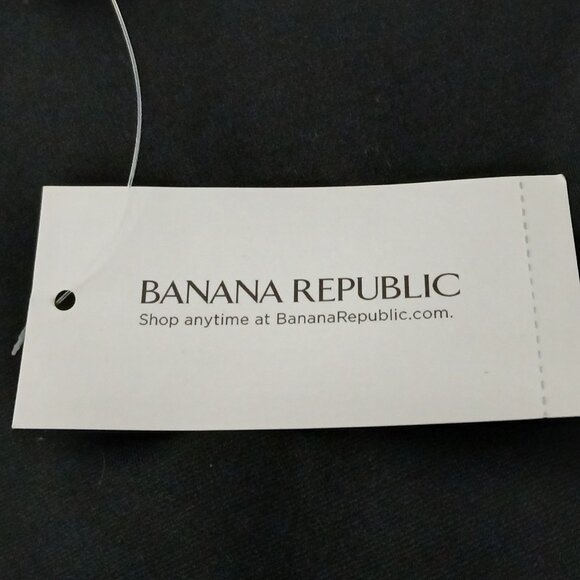 BANANA REPUBLIC
Shop anytime at BananaRepublic.com.